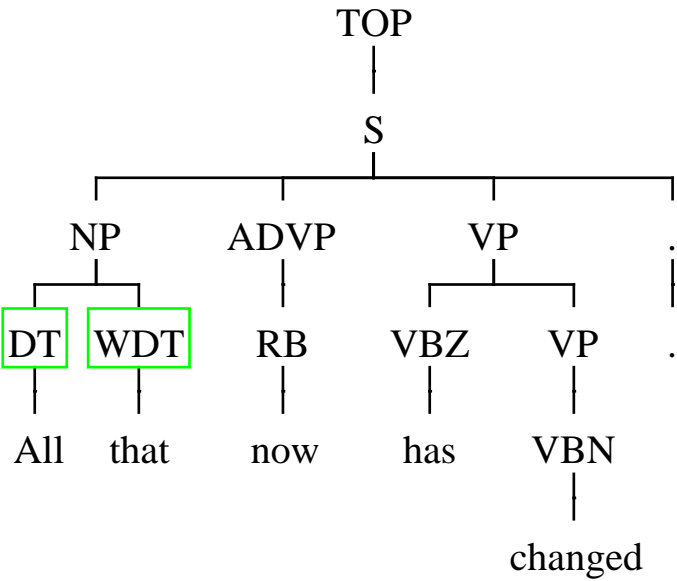 TOP
S
NP ADVP VP .
DT WDT RB VBZ VP .
All that now has VBN
changed